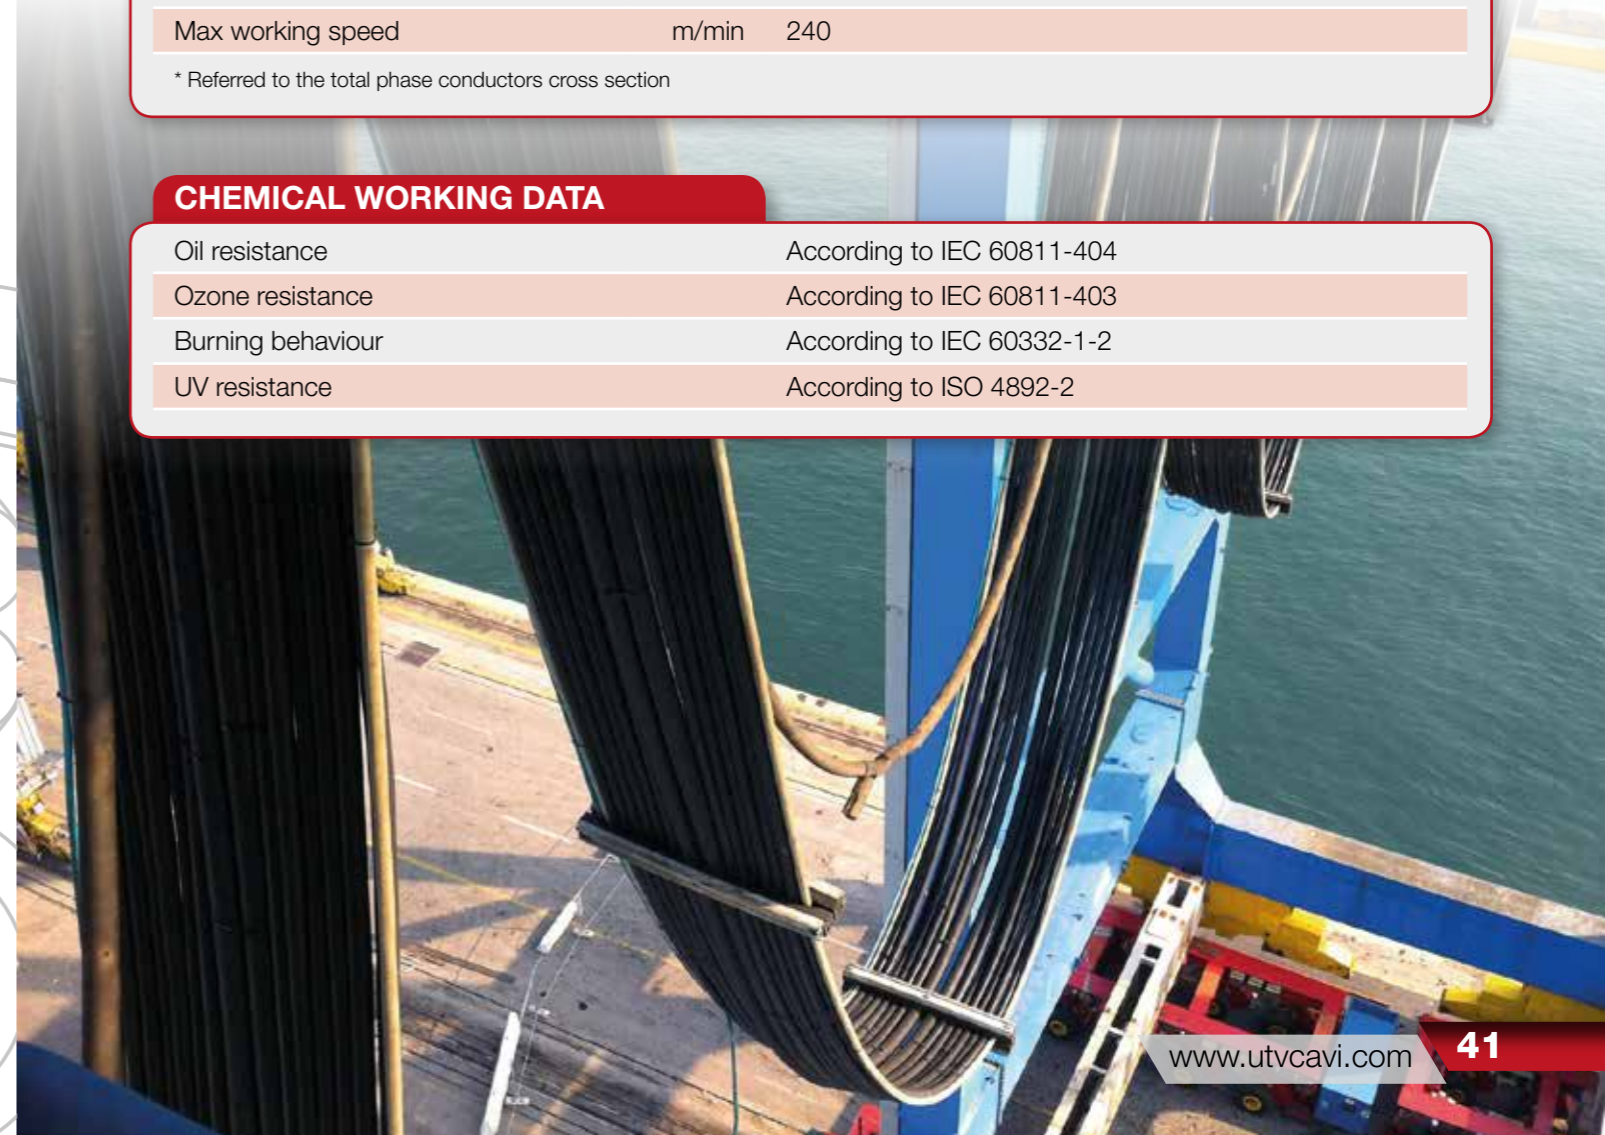 Max working speed m/min 240
* Referred to the total phase conductors cross section
CHEMICAL WORKING DATA
Oil resistance According to IEC 60811-404
Ozone resistance According to IEC 60811-403
Burning behaviour According to IEC 60332-1-2
UV resistance According to ISO 4892-2
www.utvcavi.com 41